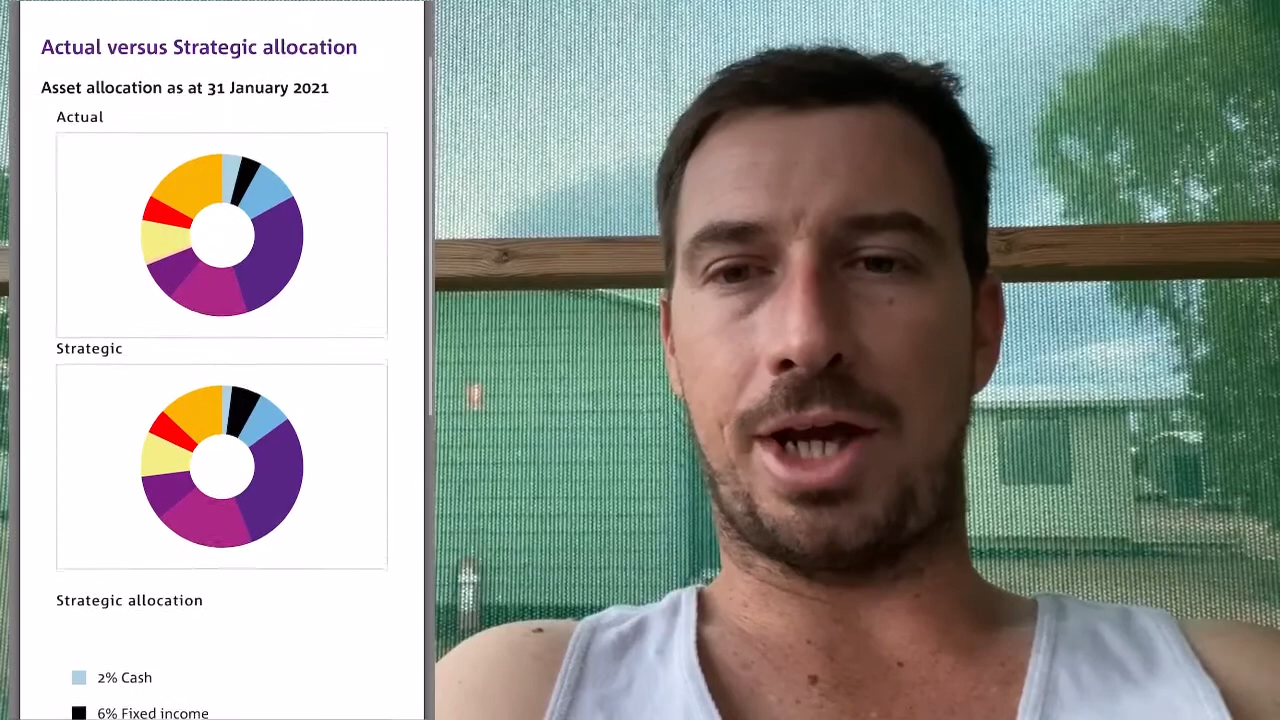 Actual versus Strategic allocation
Asset allocation as at 31 January 2021
Actual
Strategic
Strategic allocation
2% Cash
6% Fixed income